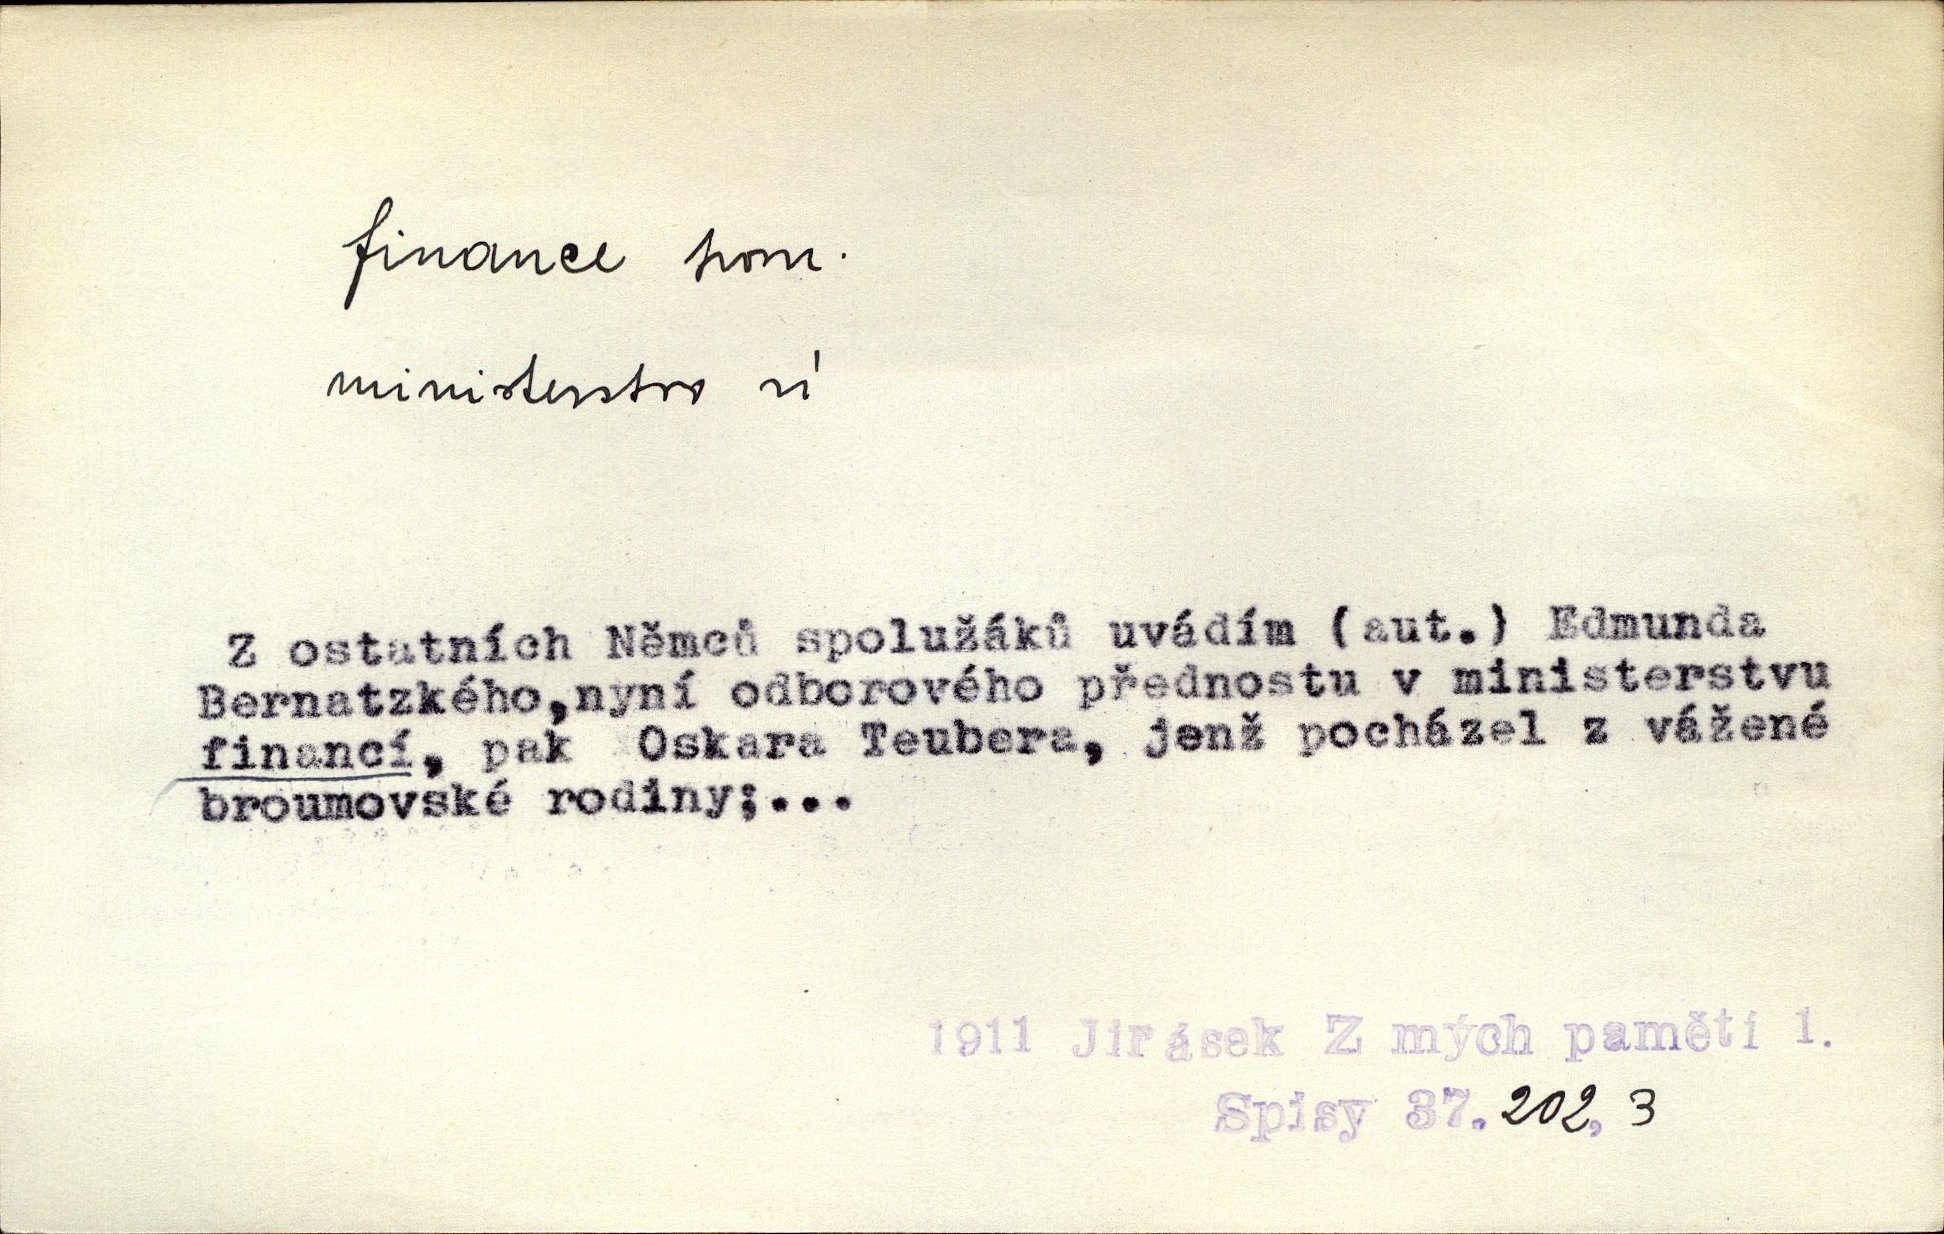 finance pom.
ministerstvo n
Z ostatních Němců spolužáků uvádím (aut.) Edmunda
Bernatzkého, nyní odborového přednostu v ministerstvu
financí, pak Oskara Teubera, jenž pocházel z vážené
broumovské rodiny;...
1911 Jirásek Z mých pamětí 1.
Spisy 37. 202, 3